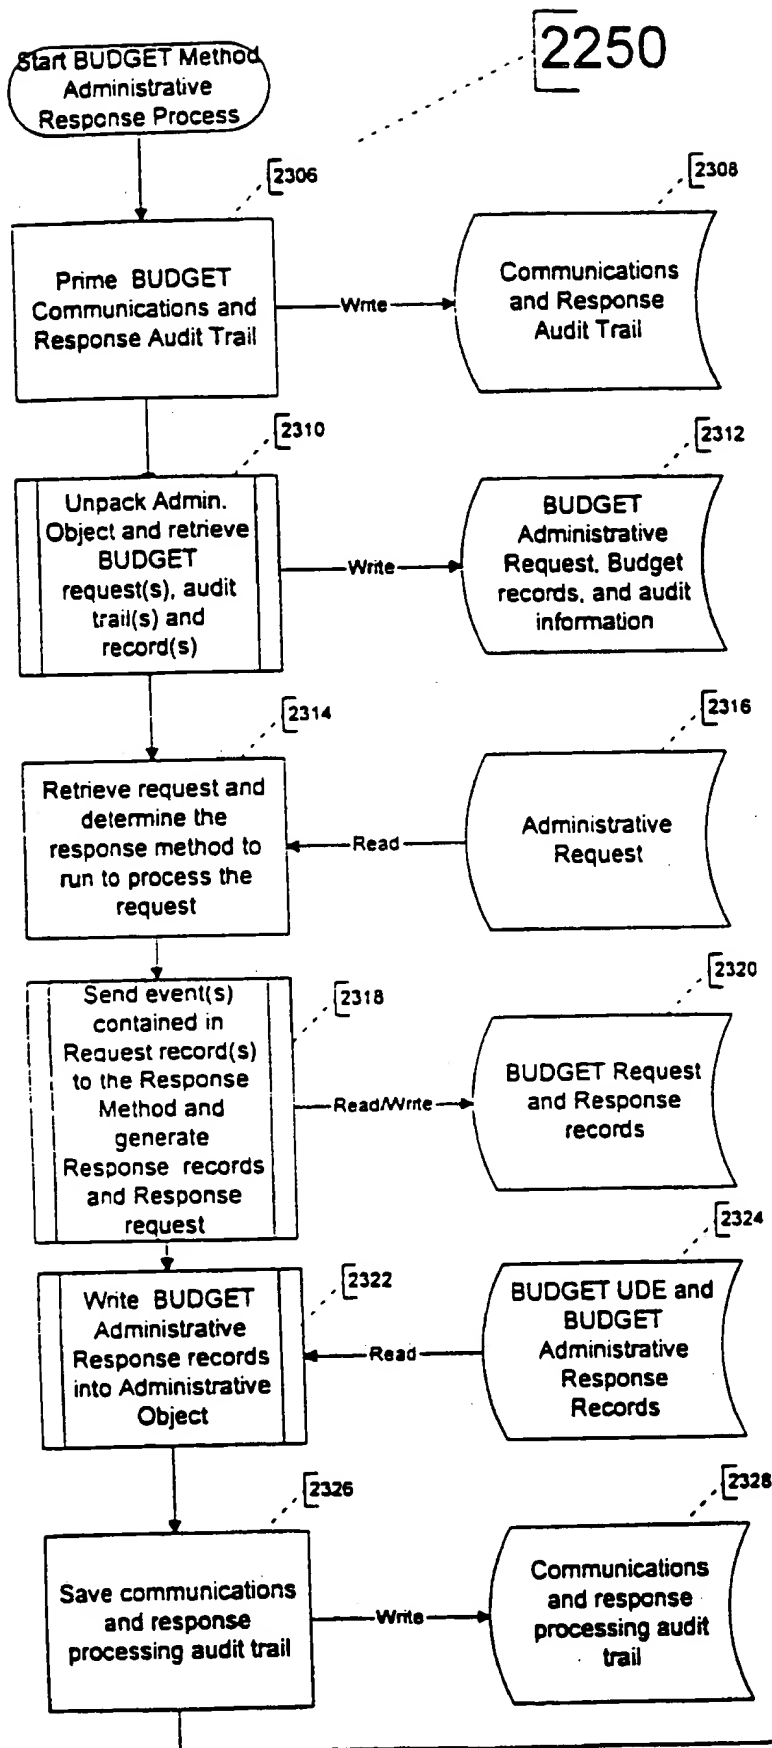 2250
Start BUDGET Method
Administrative
Response Process
2306
Prime BUDGET
Communications and
Response Audit Trail
Write
2308
Communications
and Response
Audit Trail
2310
Unpack Admin.
Object and retrieve
BUDGET
request(s), audit
trail(s) and
record(s)
Write
2312
BUDGET
Administrative
Request, Budget
records, and audit
information
2314
Retrieve request and
determine the
response method to
run to process the
request
Read
2316
Administrative
Request
2318
Send event(s)
contained in
Request record(s)
to the Response
Method and
generate
Response records
and Response
request
Read/Write
2320
BUDGET Request
and Response
records
2322
Write BUDGET
Administrative
Response records
into Administrative
Object
Read
2324
BUDGET UDE and
BUDGET
Administrative
Response
Records
2326
Save communications
and response
processing audit trail
Write
2328
Communications
and response
processing audit
trail